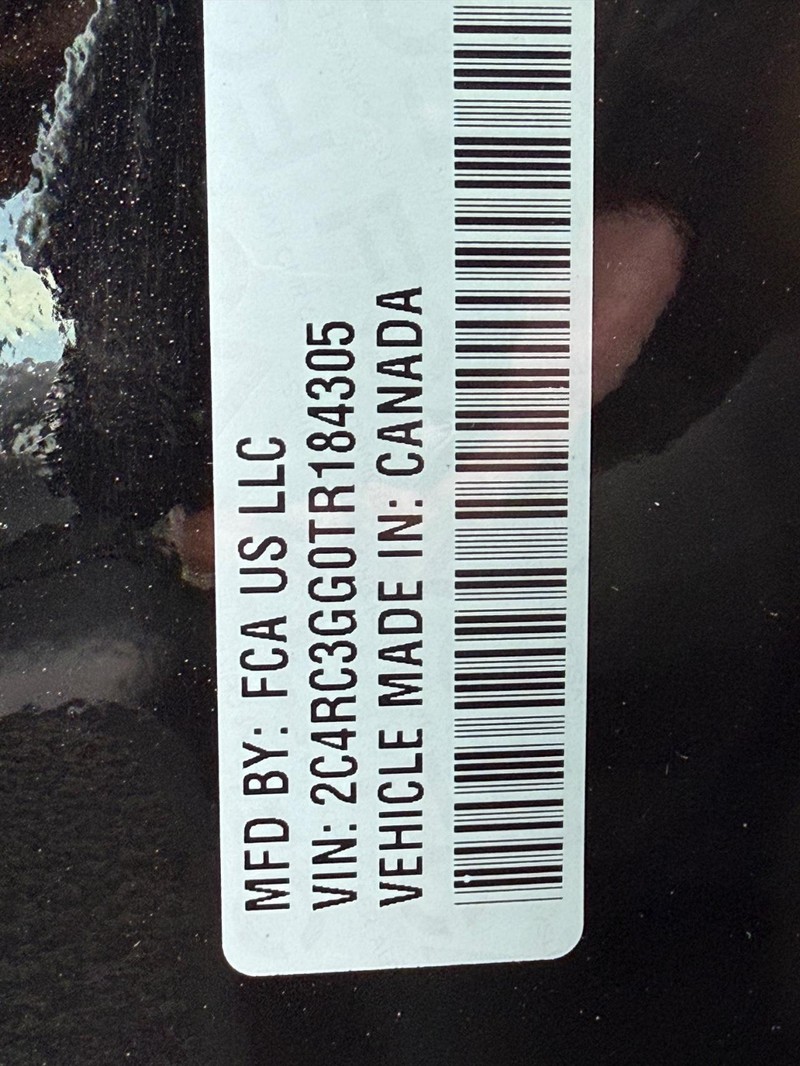 MFD BY: FCA US LLC
VIN: 2C4RC3GG0TR184305
VEHICLE MADE IN: CANADA